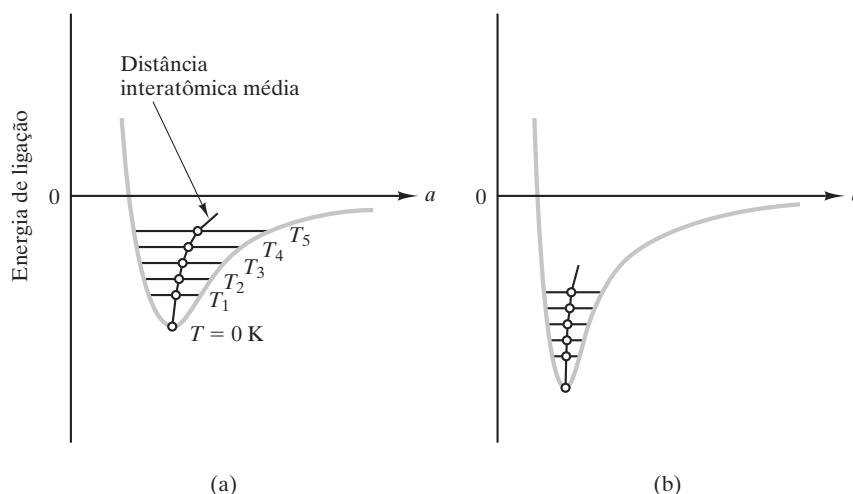 Distância
interatômica média
Energia de ligação
0
a
T₅
T₄
T₃
T₂
T₁
T = 0 K
(a)
0
(b)